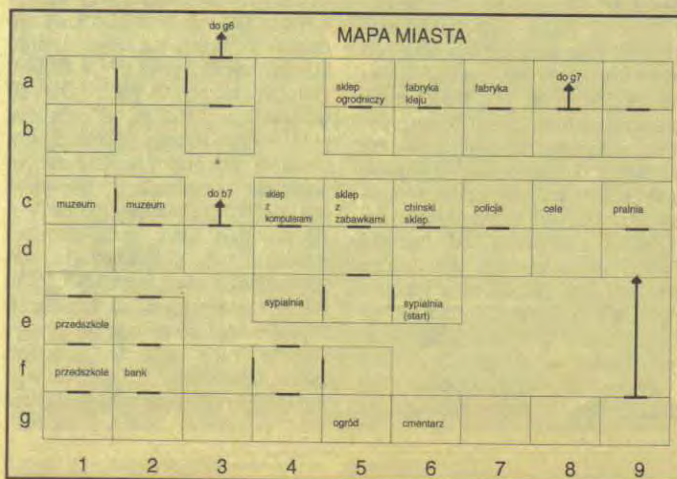 do g6
MAPA MIASTA
a
sklep
ogrodniczy
fabryka
kleju
fabryka
do g7
b
c
muzeum
muzeum
do b7
sklep
z
komputerami
sklep
z
zabawkami
chinski
sklep
policja
cele
pralnia
d
sypialnia
sypialnia
(start)
e
przedszkole
f
przedszkole
bank
g
ogród
cmentarz
1 2 3 4 5 6 7 8 9